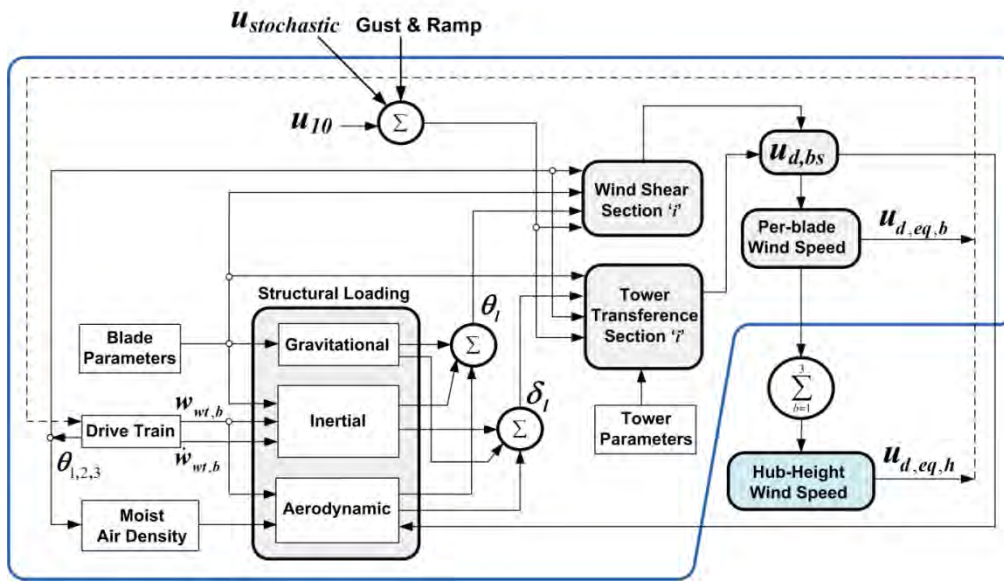 u_stochastic
Gust & Ramp
u_10
Σ
Wind Shear
Section ‘i’
u_d,bs
Per-blade
Wind Speed
u_d,eq,b
Structural Loading
θ_l
Σ
Tower
Transference
Section ‘i’
Blade
Parameters
Gravitational
δ_l
Σ
3
Σ
b=1
w_wt,b
Drive Train
ẇ_wt,b
Inertial
Tower
Parameters
θ_1,2,3
Hub-Height
Wind Speed
u_d,eq,h
Moist
Air Density
Aerodynamic